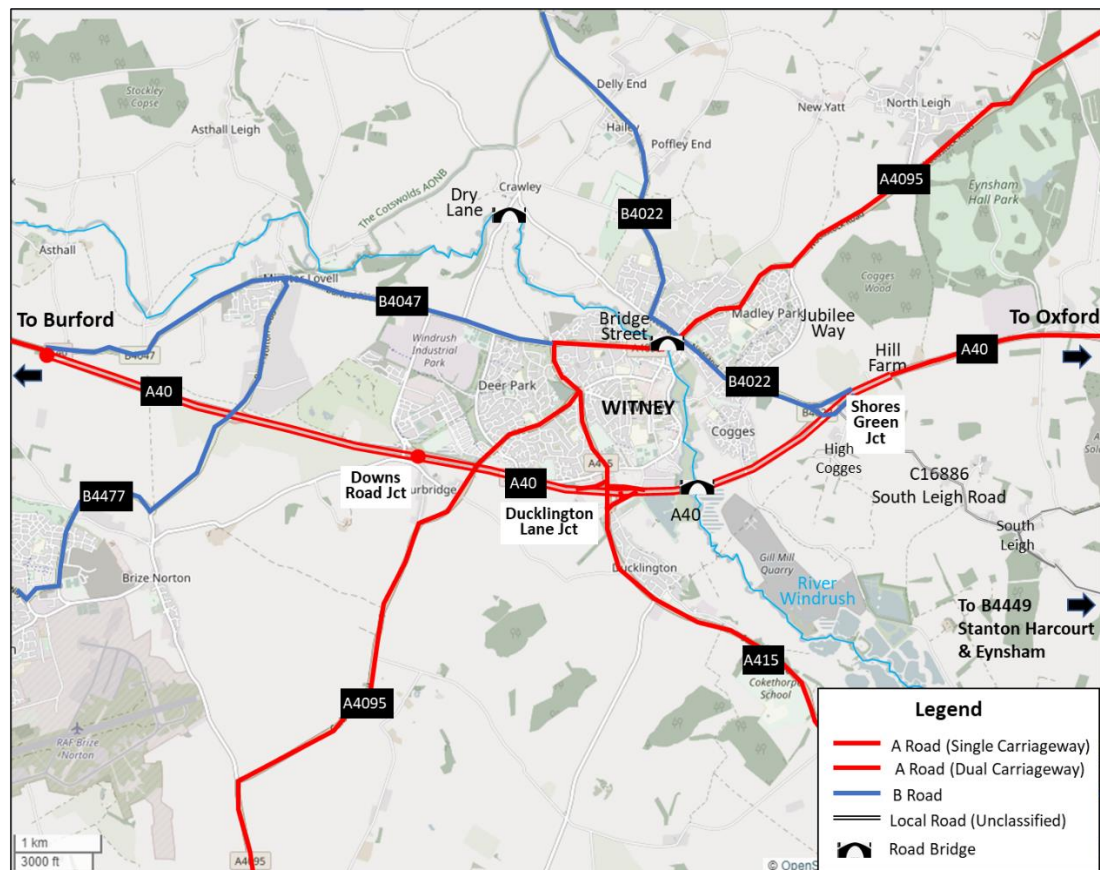 Stockley Copse
Asthall Leigh
Delly End
Hailey
Poffley End
New Yatt
North Leigh
A4095
Eynsham Hall Park
The Cotswolds AONB
Dry Lane
Crawley
B4022
Asthall
Minster Lovell
B4047
Cogges Wood
To Burford
B4047
Windrush Industrial Park
Bridge Street
Madley Park
Jubilee Way
To Oxford
A40
Hill Farm
Deer Park
A40
WITNEY
B4022
Shores Green Jct
Cogges
High Cogges
Downs Road Jct
A415
A40
Ducklington Lane Jct
A40
C16886
South Leigh Road
B4477
South Leigh
Brize Norton
Ducklington
Gill Mill Quarry
River Windrush
To B4449
Stanton Harcourt
& Eynsham
A415
Cokethorpe School
A4095
RAF Brize Norton
Legend
A Road (Single Carriageway)
A Road (Dual Carriageway)
B Road
Local Road (Unclassified)
Road Bridge
1 km
3000 ft
A4095